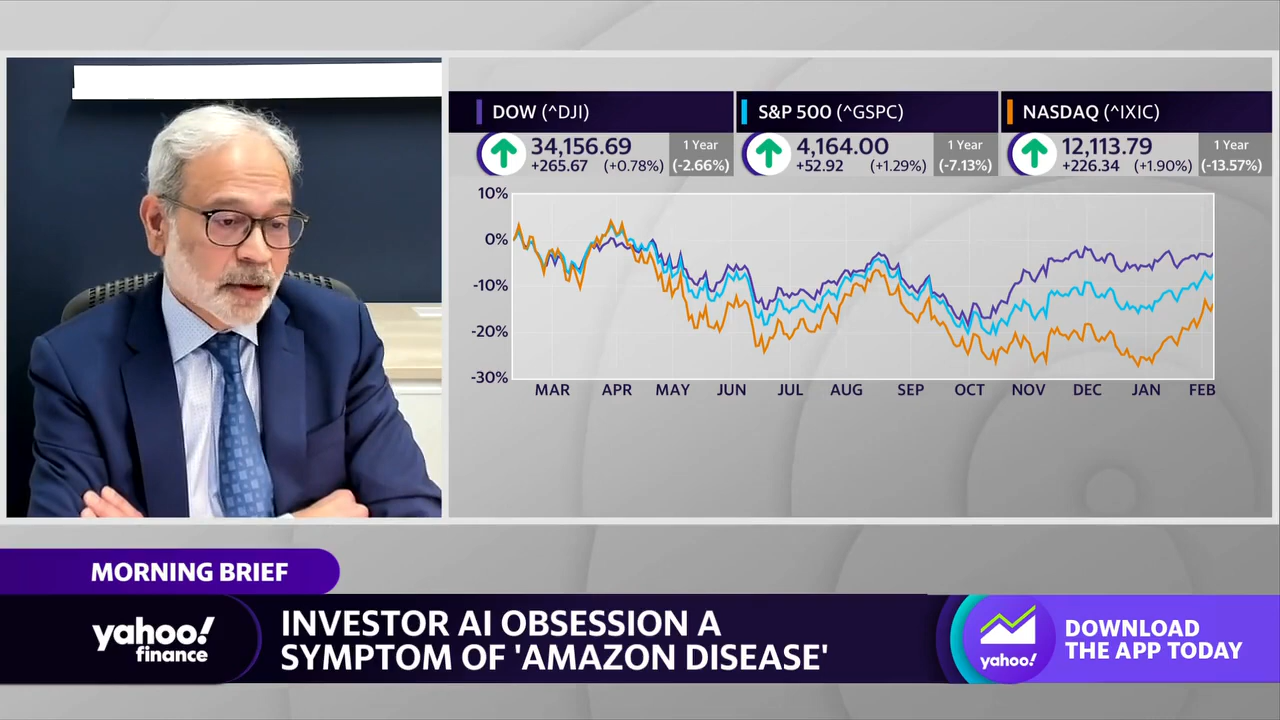 DOW (^DJI)
34,156.69
+265.67 (+0.78%)
1 Year
(-2.66%)
S&P 500 (^GSPC)
4,164.00
+52.92 (+1.29%)
1 Year
(-7.13%)
NASDAQ (^IXIC)
12,113.79
+226.34 (+1.90%)
1 Year
(-13.57%)
10%
0%
-10%
-20%
-30%
MAR APR MAY JUN JUL AUG SEP OCT NOV DEC JAN FEB
MORNING BRIEF
yahoo!
finance
INVESTOR AI OBSESSION A
SYMPTOM OF 'AMAZON DISEASE'
yahoo!
DOWNLOAD
THE APP TODAY